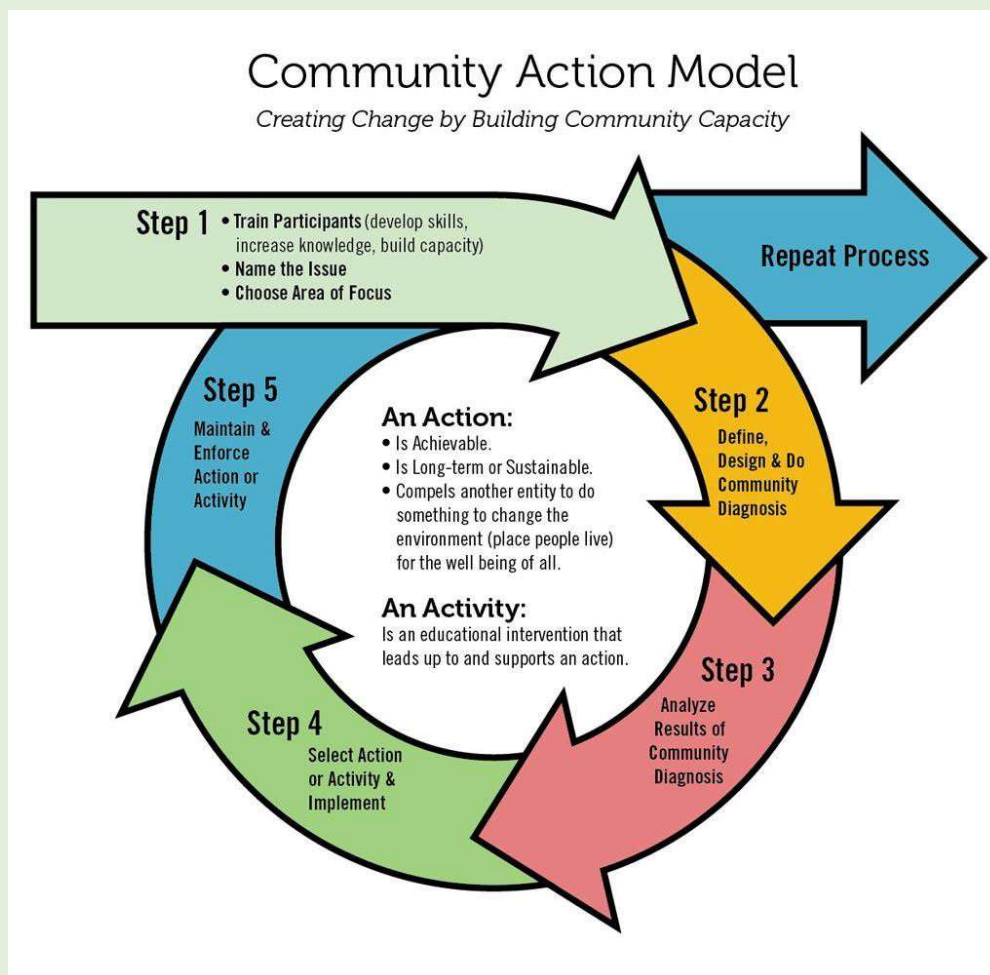 Community Action Model
Creating Change by Building Community Capacity
Step 1
• Train Participants (develop skills,
increase knowledge, build capacity)
• Name the Issue
• Choose Area of Focus
Repeat Process
Step 2
Define,
Design & Do
Community
Diagnosis
Step 3
Analyze
Results of
Community
Diagnosis
Step 4
Select Action
or Activity &
Implement
Step 5
Maintain &
Enforce
Action or
Activity
An Action:
• Is Achievable.
• Is Long-term or Sustainable.
• Compels another entity to do
something to change the
environment (place people live)
for the well being of all.
An Activity:
Is an educational intervention that
leads up to and supports an action.